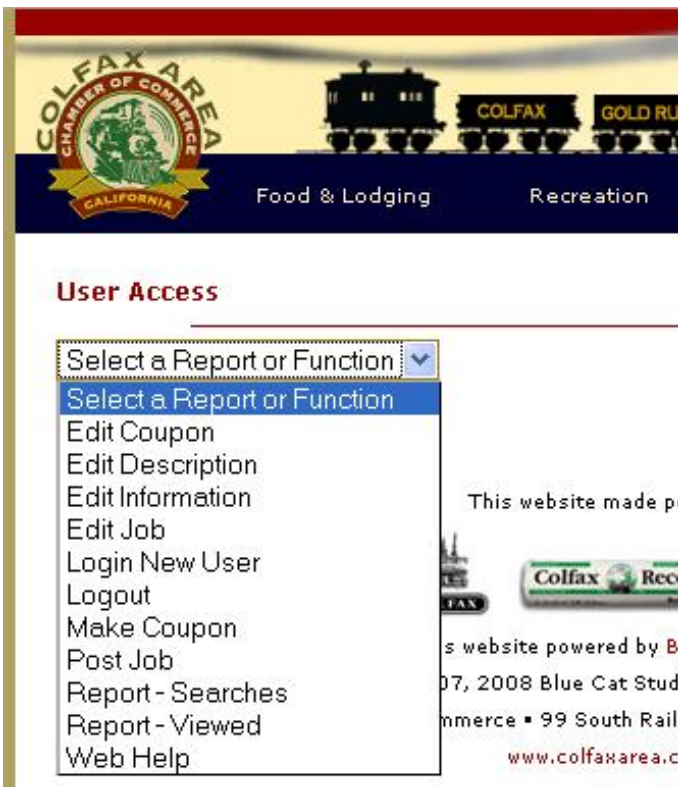 COLFAX AREA
CHAMBER OF COMMERCE
CALIFORNIA
COLFAX
GOLD RU
Food & Lodging
Recreation
User Access
Select a Report or Function
Select a Report or Function
Edit Coupon
Edit Description
Edit Information
Edit Job
Login New User
Logout
Make Coupon
Post Job
Report - Searches
Report - Viewed
Web Help
This website made p
FAX
Colfax Reco
s website powered by B
07, 2008 Blue Cat Stud
mmerce ▪ 99 South Rail
www.colfaxarea.c